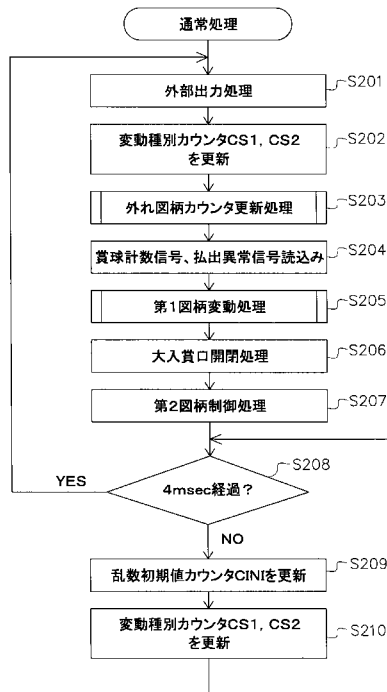 通常処理
外部出力処理
S201
変動種別カウンタCS1, CS2
を更新
S202
外れ図柄カウンタ更新処理
S203
賞球計数信号、払出異常信号読込み
S204
第1図柄変動処理
S205
大入賞口開閉処理
S206
第2図柄制御処理
S207
4msec経過?
S208
YES
NO
乱数初期値カウンタCINIを更新
S209
変動種別カウンタCS1, CS2
を更新
S210